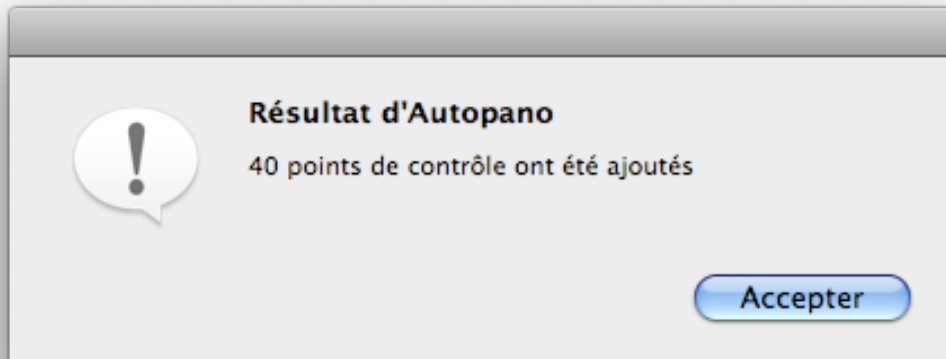 Résultat d'Autopano
40 points de contrôle ont été ajoutés
Accepter